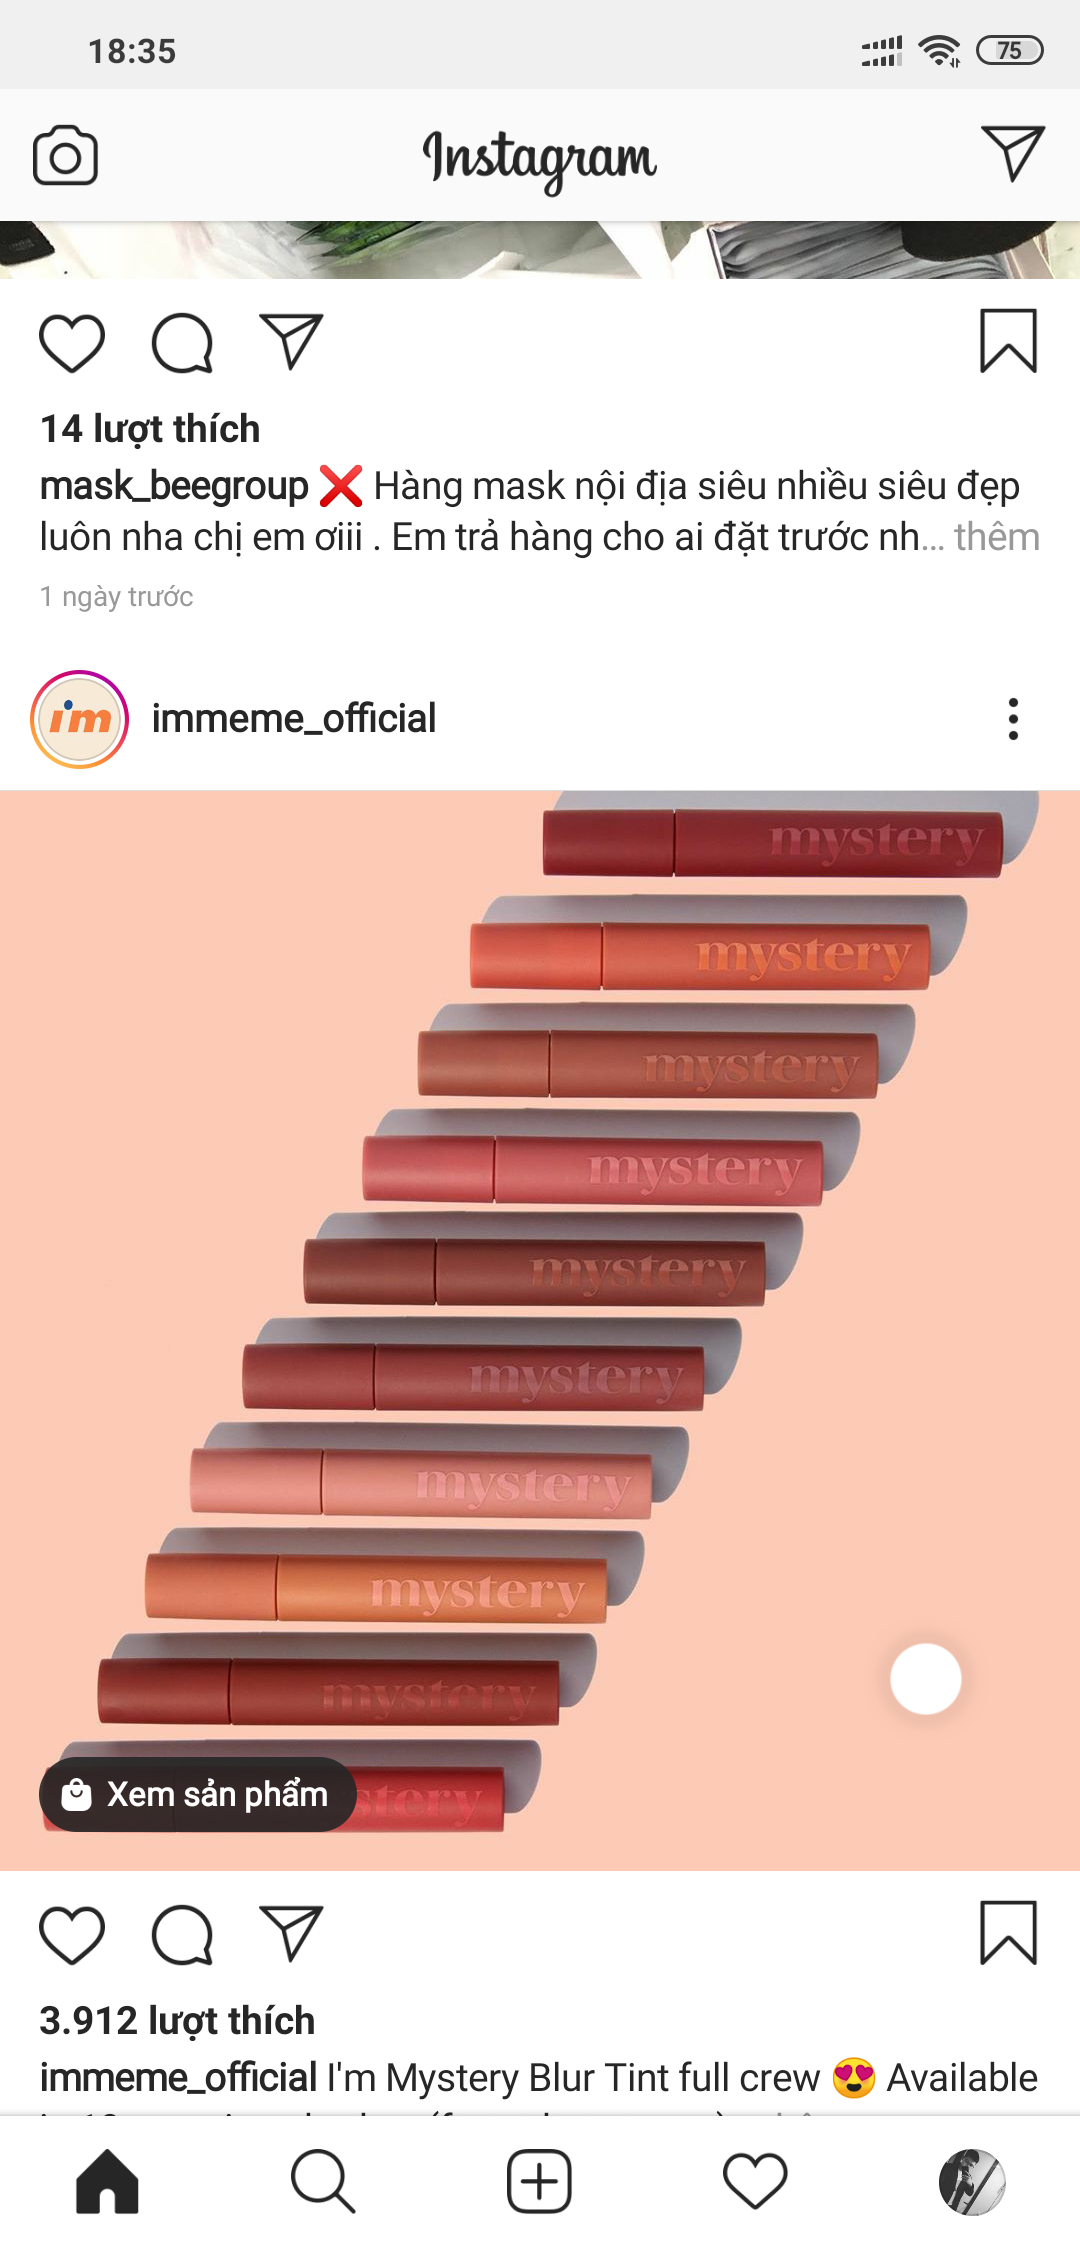 18:35
75
Instagram
14 lượt thích
mask_beegroup ❌ Hàng mask nội địa siêu nhiều siêu đẹp
luôn nha chị em ơiii . Em trả hàng cho ai đặt trước nh... thêm
1 ngày trước
i'm
immeme_official
mystery
mystery
mystery
mystery
mystery
mystery
mystery
mystery
mystery
stery
Xem sản phẩm
3.912 lượt thích
immeme_official I'm Mystery Blur Tint full crew 😍 Available